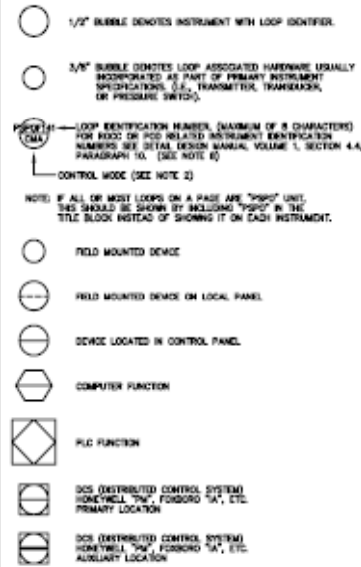 1/2" BUBBLE DENOTES INSTRUMENT WITH LOOP IDENTIFIER.
3/8" BUBBLE DENOTES LOOP ASSOCIATED HARDWARE USUALLY
INCORPORATED AS PART OF PRIMARY INSTRUMENT
SPECIFICATIONS. (I.E., TRANSMITTER, TRANSDUCER,
OR PRESSURE SWITCH).
CMA
LOOP IDENTIFICATION NUMBER, (MAXIMUM OF 8 CHARACTERS)
FOR ROCC OR POD RELATED INSTRUMENT IDENTIFICATION
NUMBERS SEE DETAIL DESIGN MANUAL, VOLUME 1, SECTION 4.4,
PARAGRAPH 10. (SEE NOTE 6)
CONTROL MODE (SEE NOTE 2)
NOTE: IF ALL OR MOST LOOPS ON A PAGE ARE "PSPD" UNIT,
THIS SHOULD BE SHOWN BY INCLUDING "PSPD" IN THE
TITLE BLOCK INSTEAD OF SHOWING IT ON EACH INSTRUMENT.
FIELD MOUNTED DEVICE
FIELD MOUNTED DEVICE ON LOCAL PANEL
DEVICE LOCATED IN CONTROL PANEL
COMPUTER FUNCTION
PLC FUNCTION
DCS (DISTRIBUTED CONTROL SYSTEM)
HONEYWELL "PM", FOXBORO "IA", ETC.
PRIMARY LOCATION
DCS (DISTRIBUTED CONTROL SYSTEM)
HONEYWELL "PM", FOXBORO "IA", ETC.
AUXILIARY LOCATION